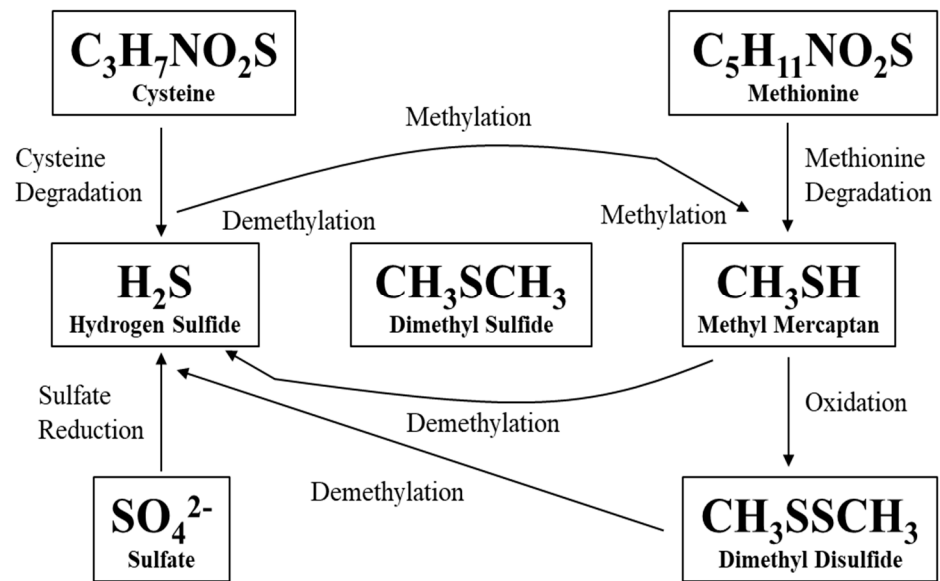 C₃H₇NO₂S
Cysteine
C₅H₁₁NO₂S
Methionine
Methylation
Cysteine
Degradation
Methionine
Degradation
Demethylation
Methylation
H₂S
Hydrogen Sulfide
CH₃SCH₃
Dimethyl Sulfide
CH₃SH
Methyl Mercaptan
Sulfate
Reduction
Oxidation
Demethylation
Demethylation
SO₄²⁻
Sulfate
CH₃SSCH₃
Dimethyl Disulfide